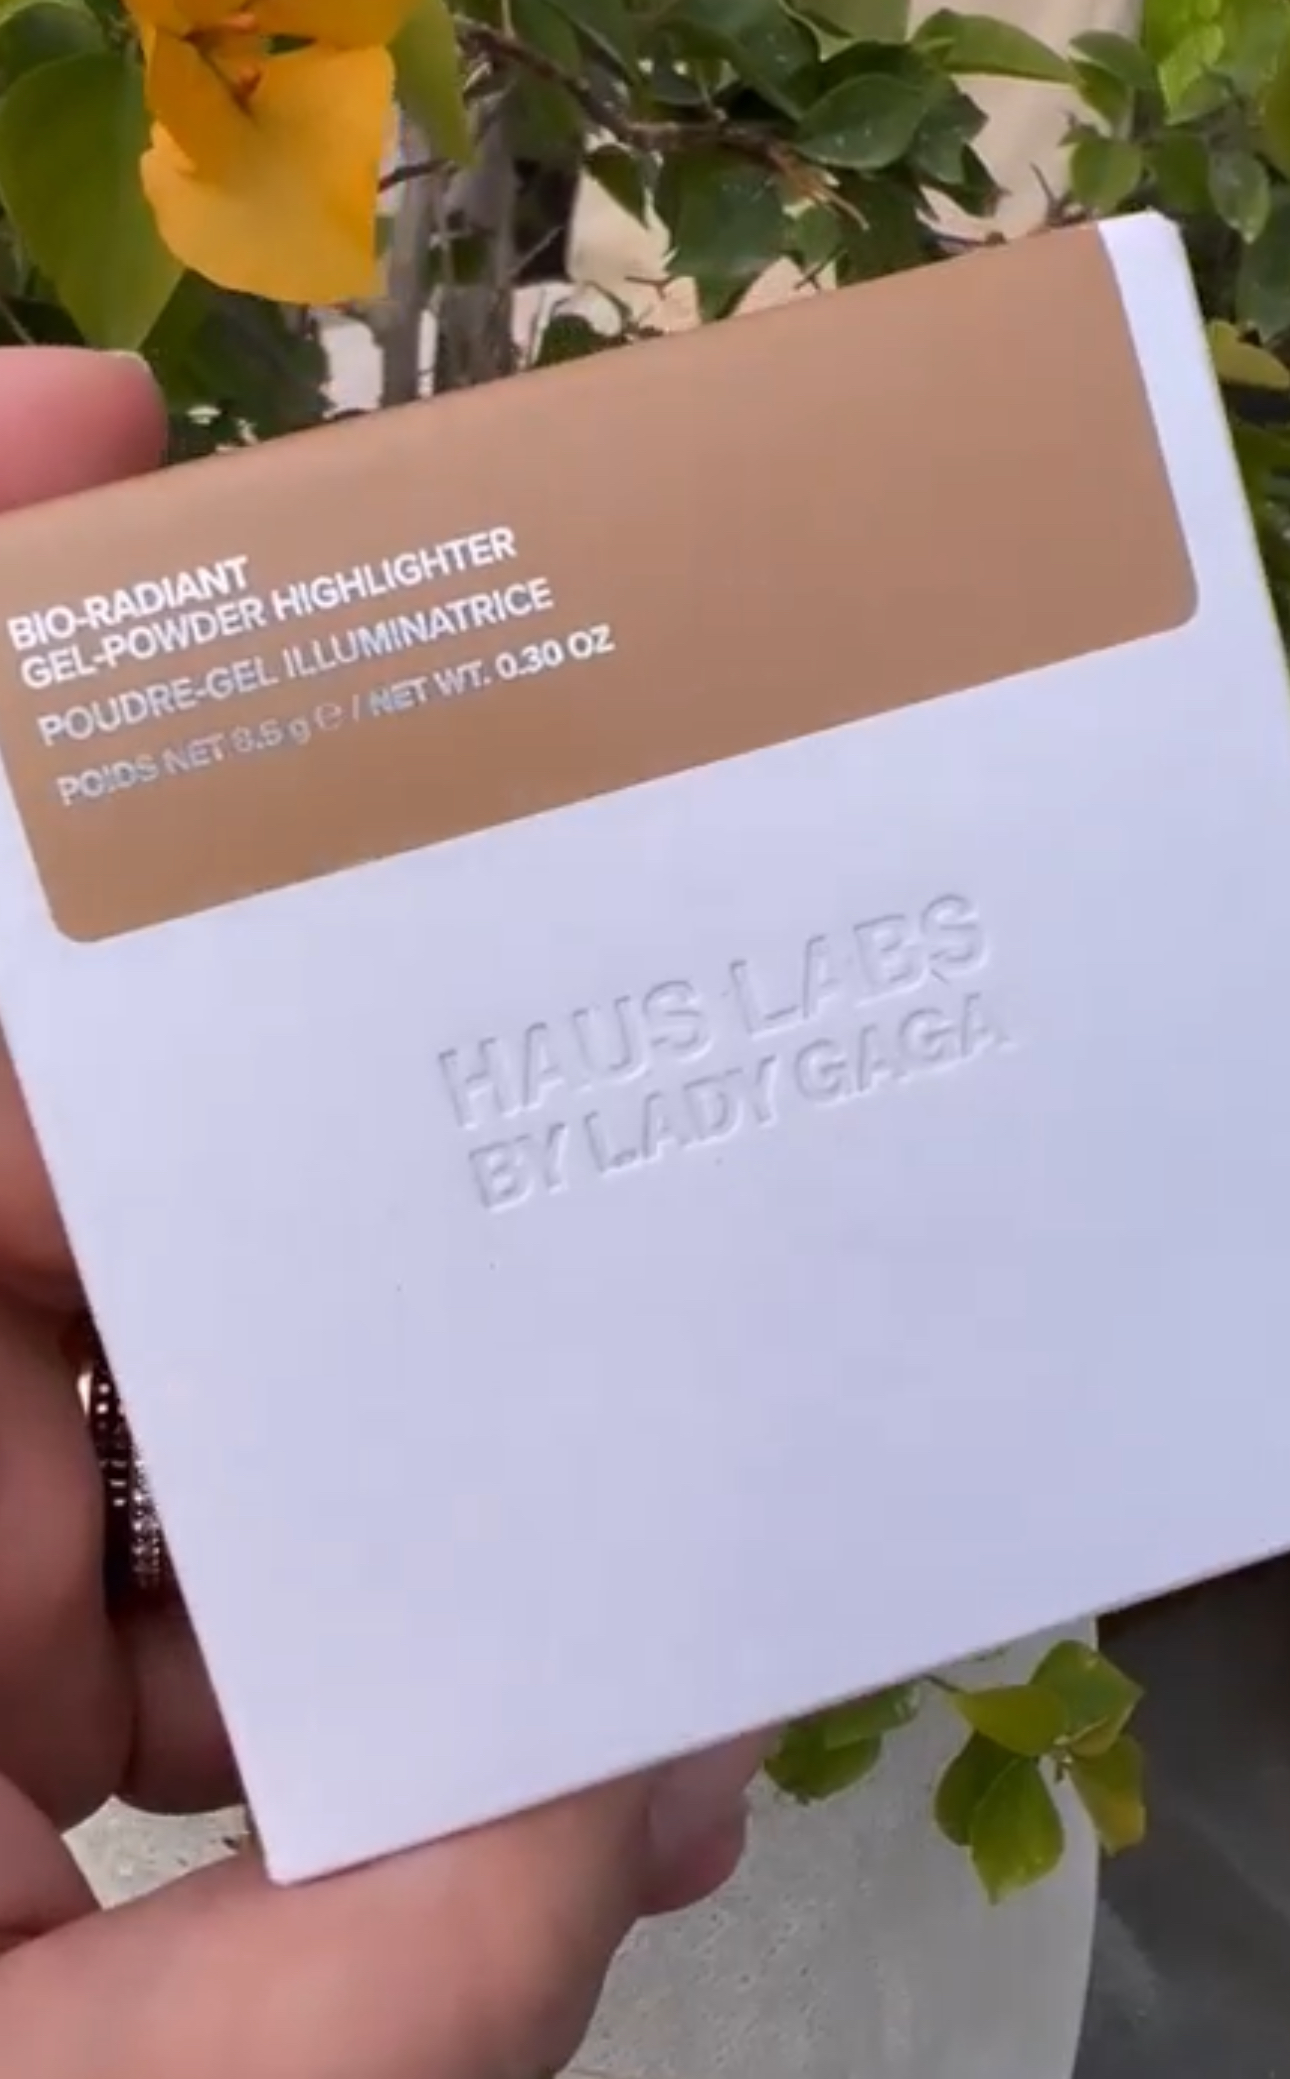 BIO-RADIANT
GEL-POWDER HIGHLIGHTER
POUDRE-GEL ILLUMINATRICE
POIDS NET 8.5 g ℮ / NET WT. 0.30 OZ
HAUS LABS
BY LADY GAGA